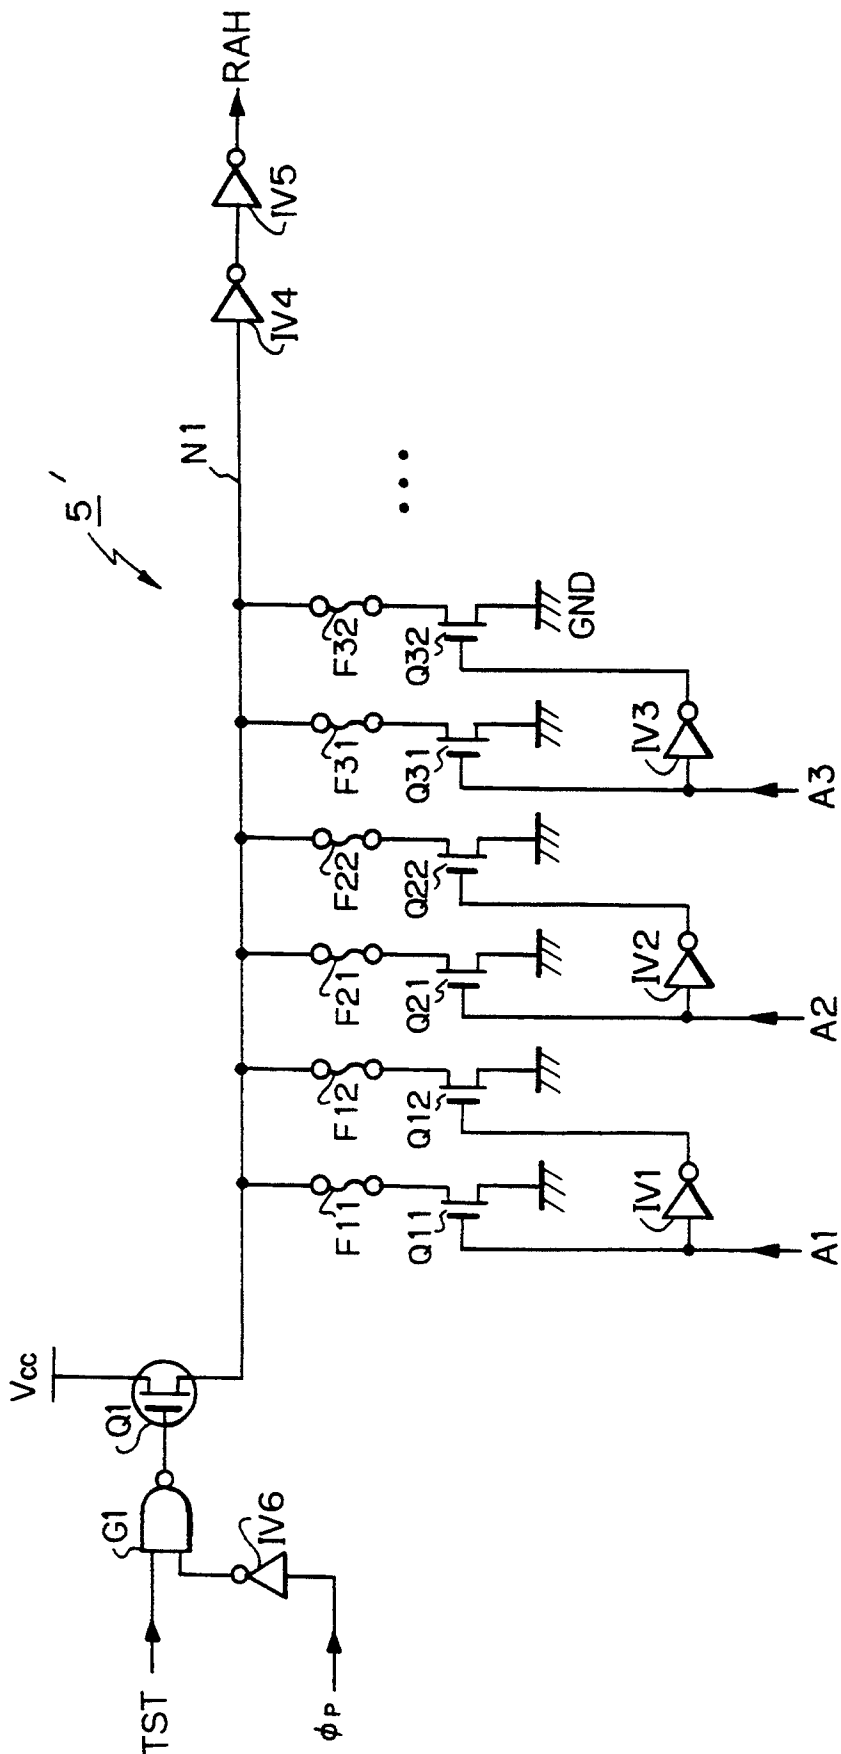 5'
Vcc
Q1
G1
TST
IV6
φP
N1
IV4
IV5
RAH
F11
F12
F21
F22
F31
F32
Q11
Q12
Q21
Q22
Q31
Q32
GND
IV1
IV2
IV3
A1
A2
A3
...